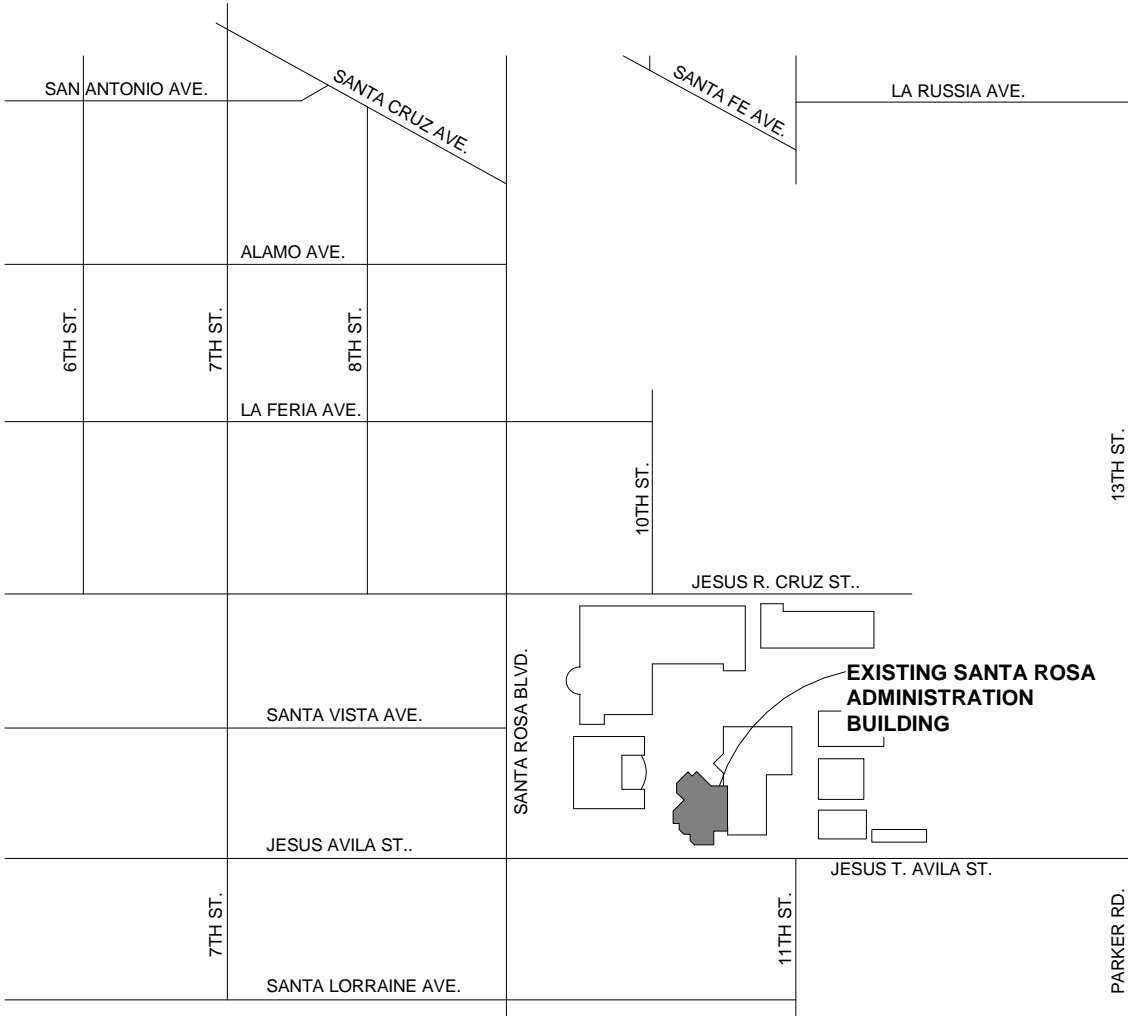 SAN ANTONIO AVE.
SANTA CRUZ AVE.
SANTA FE AVE.
LA RUSSIA AVE.
ALAMO AVE.
6TH ST.
7TH ST.
8TH ST.
LA FERIA AVE.
10TH ST.
13TH ST.
JESUS R. CRUZ ST..
SANTA ROSA BLVD.
EXISTING SANTA ROSA
ADMINISTRATION
BUILDING
SANTA VISTA AVE.
JESUS AVILA ST..
JESUS T. AVILA ST.
7TH ST.
11TH ST.
PARKER RD.
SANTA LORRAINE AVE.